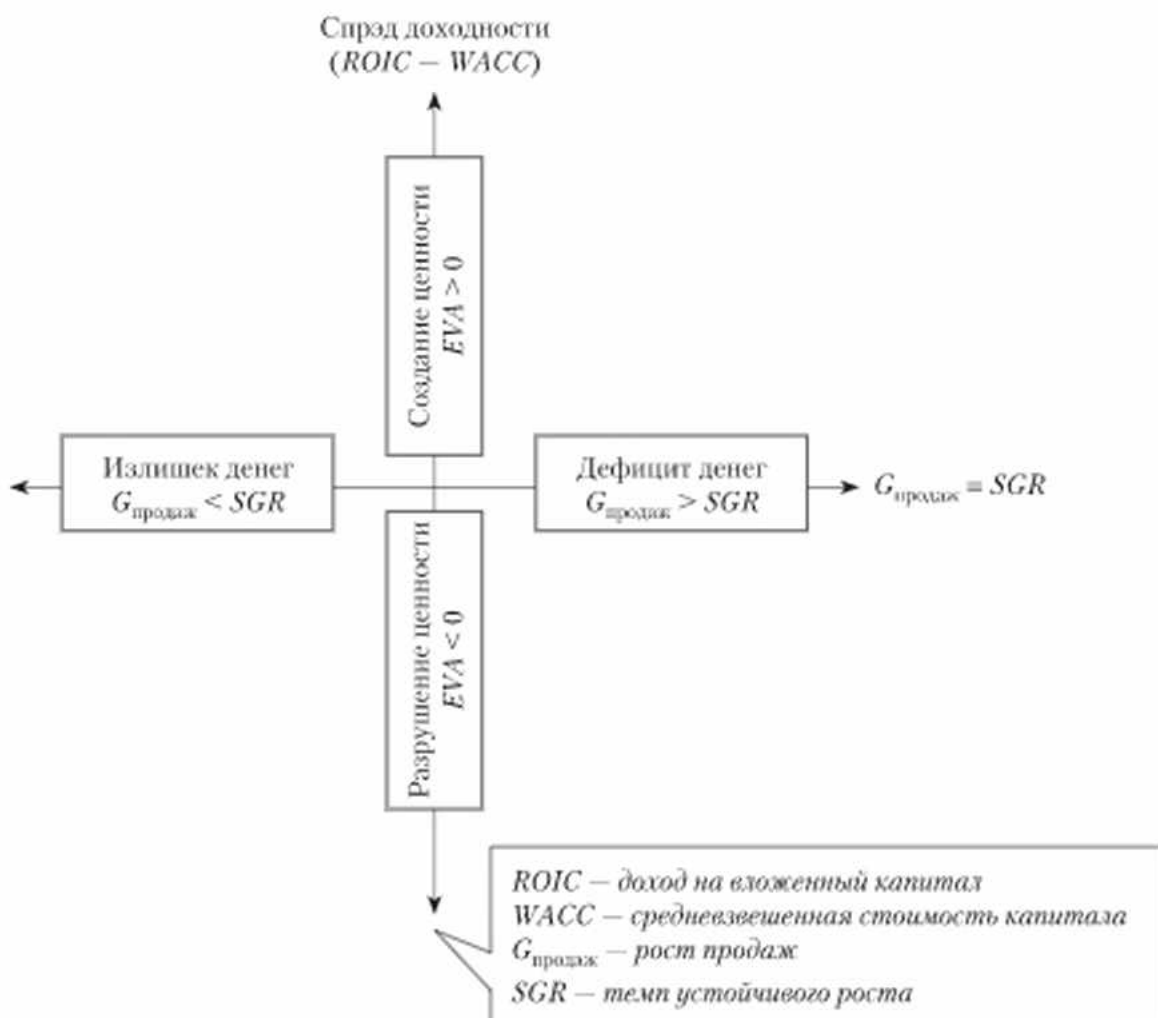 Спрэд доходности
(ROIC – WACC)
Создание ценности
EVA > 0
Излишек денег
Gпродаж < SGR
Дефицит денег
Gпродаж > SGR
Gпродаж = SGR
Разрушение ценности
EVA < 0
ROIC – доход на вложенный капитал
WACC – средневзвешенная стоимость капитала
Gпродаж – рост продаж
SGR – темп устойчивого роста